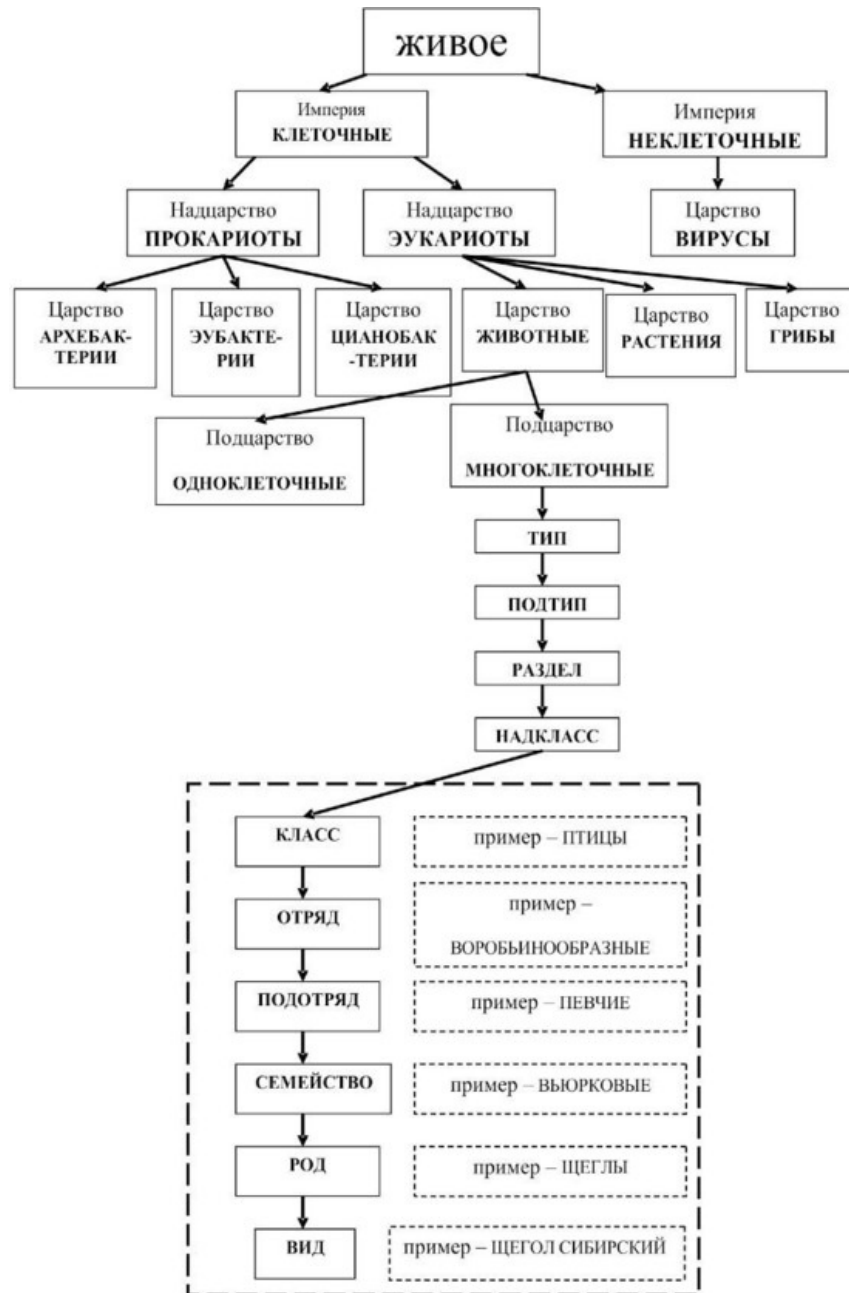 живое
Империя
КЛЕТОЧНЫЕ
Империя
НЕКЛЕТОЧНЫЕ
Надцарство
ПРОКАРИОТЫ
Надцарство
ЭУКАРИОТЫ
Царство
ВИРУСЫ
Царство
АРХЕБАК-
ТЕРИИ
Царство
ЭУБАКТЕ-
РИИ
Царство
ЦИАНОБАК
-ТЕРИИ
Царство
ЖИВОТНЫЕ
Царство
РАСТЕНИЯ
Царство
ГРИБЫ
Подцарство
ОДНОКЛЕТОЧНЫЕ
Подцарство
МНОГОКЛЕТОЧНЫЕ
ТИП
ПОДТИП
РАЗДЕЛ
НАДКЛАСС
КЛАСС
пример – ПТИЦЫ
ОТРЯД
пример –
ВОРОБЬИНООБРАЗНЫЕ
ПОДОТРЯД
пример – ПЕВЧИЕ
СЕМЕЙСТВО
пример – ВЬЮРКОВЫЕ
РОД
пример – ЩЕГЛЫ
ВИД
пример – ЩЕГОЛ СИБИРСКИЙ